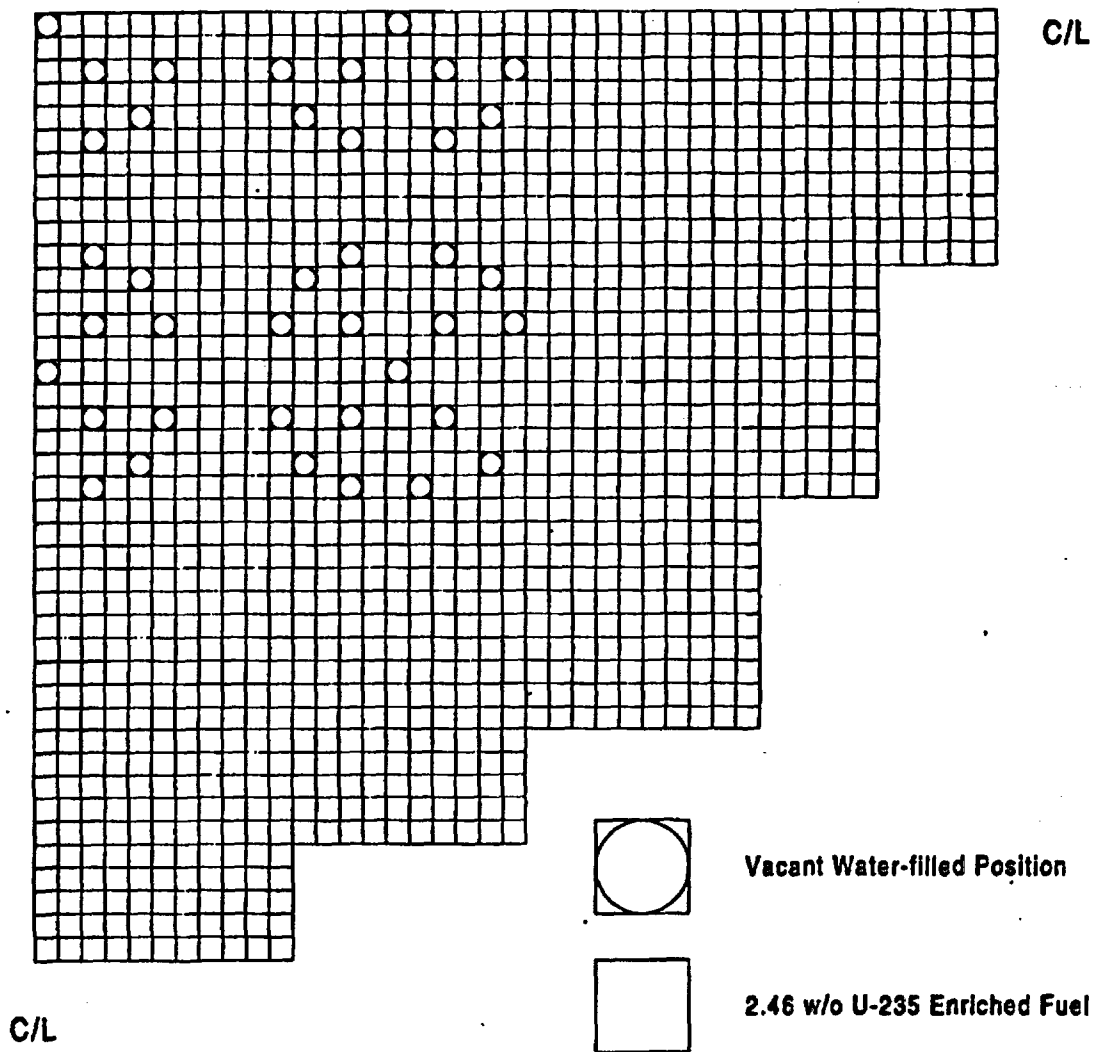 C/L
Vacant Water-filled Position
2.46 w/o U-235 Enriched Fuel
C/L